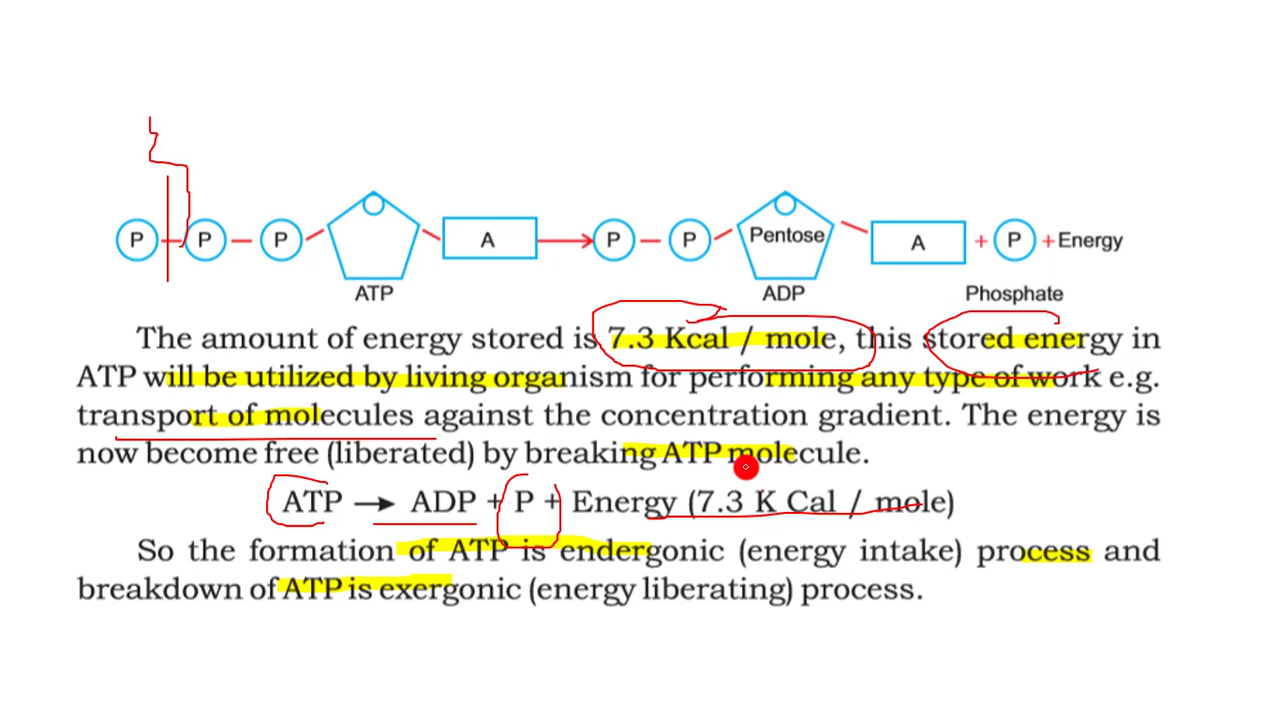 P P P A P P Pentose A + P + Energy
ATP ADP Phosphate
The amount of energy stored is 7.3 Kcal / mole, this stored energy in
ATP will be utilized by living organism for performing any type of work e.g.
transport of molecules against the concentration gradient. The energy is
now become free (liberated) by breaking ATP molecule.
ATP → ADP + P + Energy (7.3 K Cal / mole)
So the formation of ATP is endergonic (energy intake) process and
breakdown of ATP is exergonic (energy liberating) process.